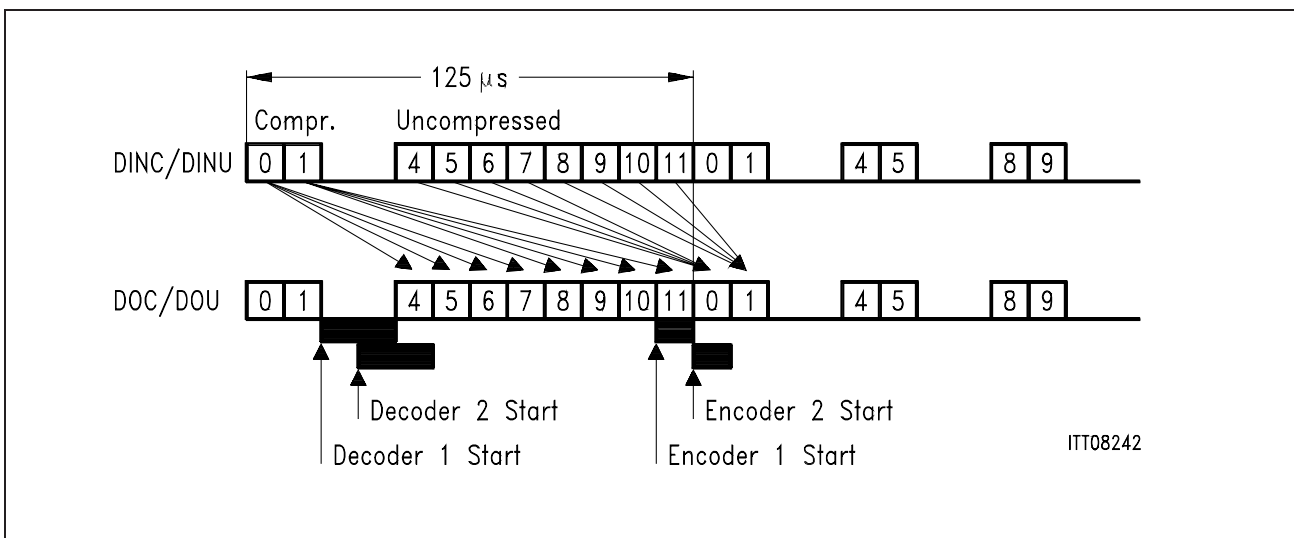 125 μs
Compr. Uncompressed
DINC/DINU 0 1 4 5 6 7 8 9 10 11 0 1 4 5 8 9
DOC/DOU 0 1 4 5 6 7 8 9 10 11 0 1 4 5 8 9
Decoder 2 Start Encoder 2 Start
Decoder 1 Start Encoder 1 Start
ITT08242